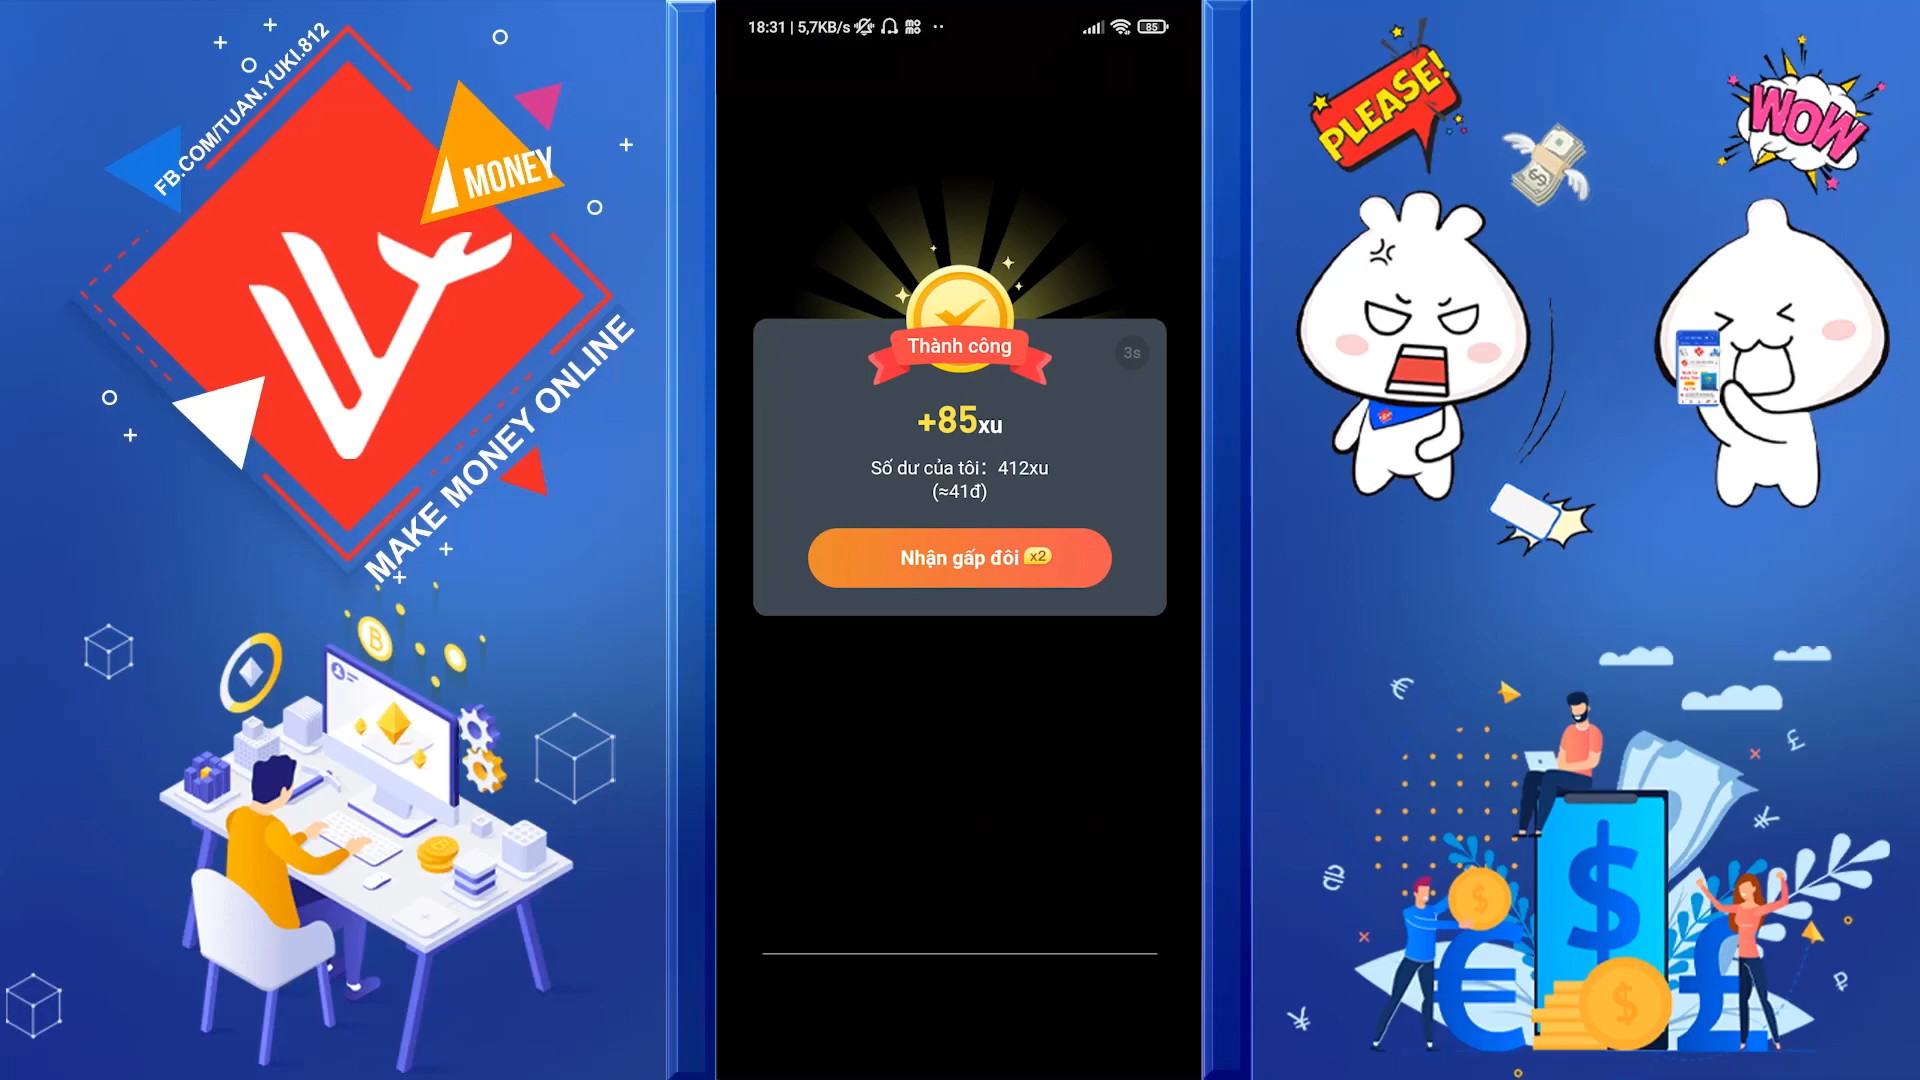 FB.COM/TUAN.YUKI.812
MONEY
MAKE MONEY ONLINE
18:31 | 5,7KB/s
85
Thành công
3s
+85xu
Số dư của tôi: 412xu
(≈41đ)
Nhận gấp đôi x2
PLEASE!
WOW